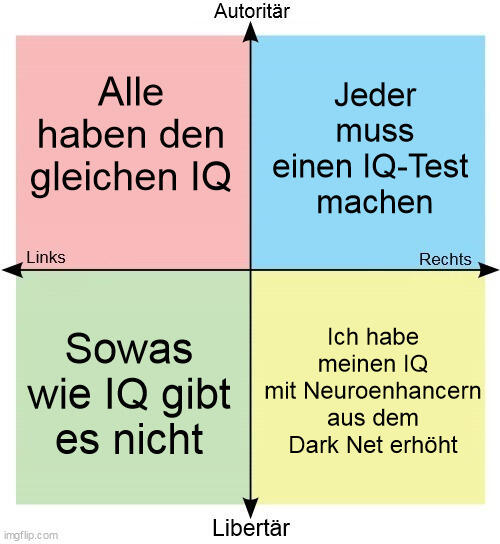 Autoritär
Alle
haben den
gleichen IQ
Jeder
muss
einen IQ-Test
machen
Links
Rechts
Sowas
wie IQ gibt
es nicht
Ich habe
meinen IQ
mit Neuroenhancern
aus dem
Dark Net erhöht
Libertär
imgflip.com